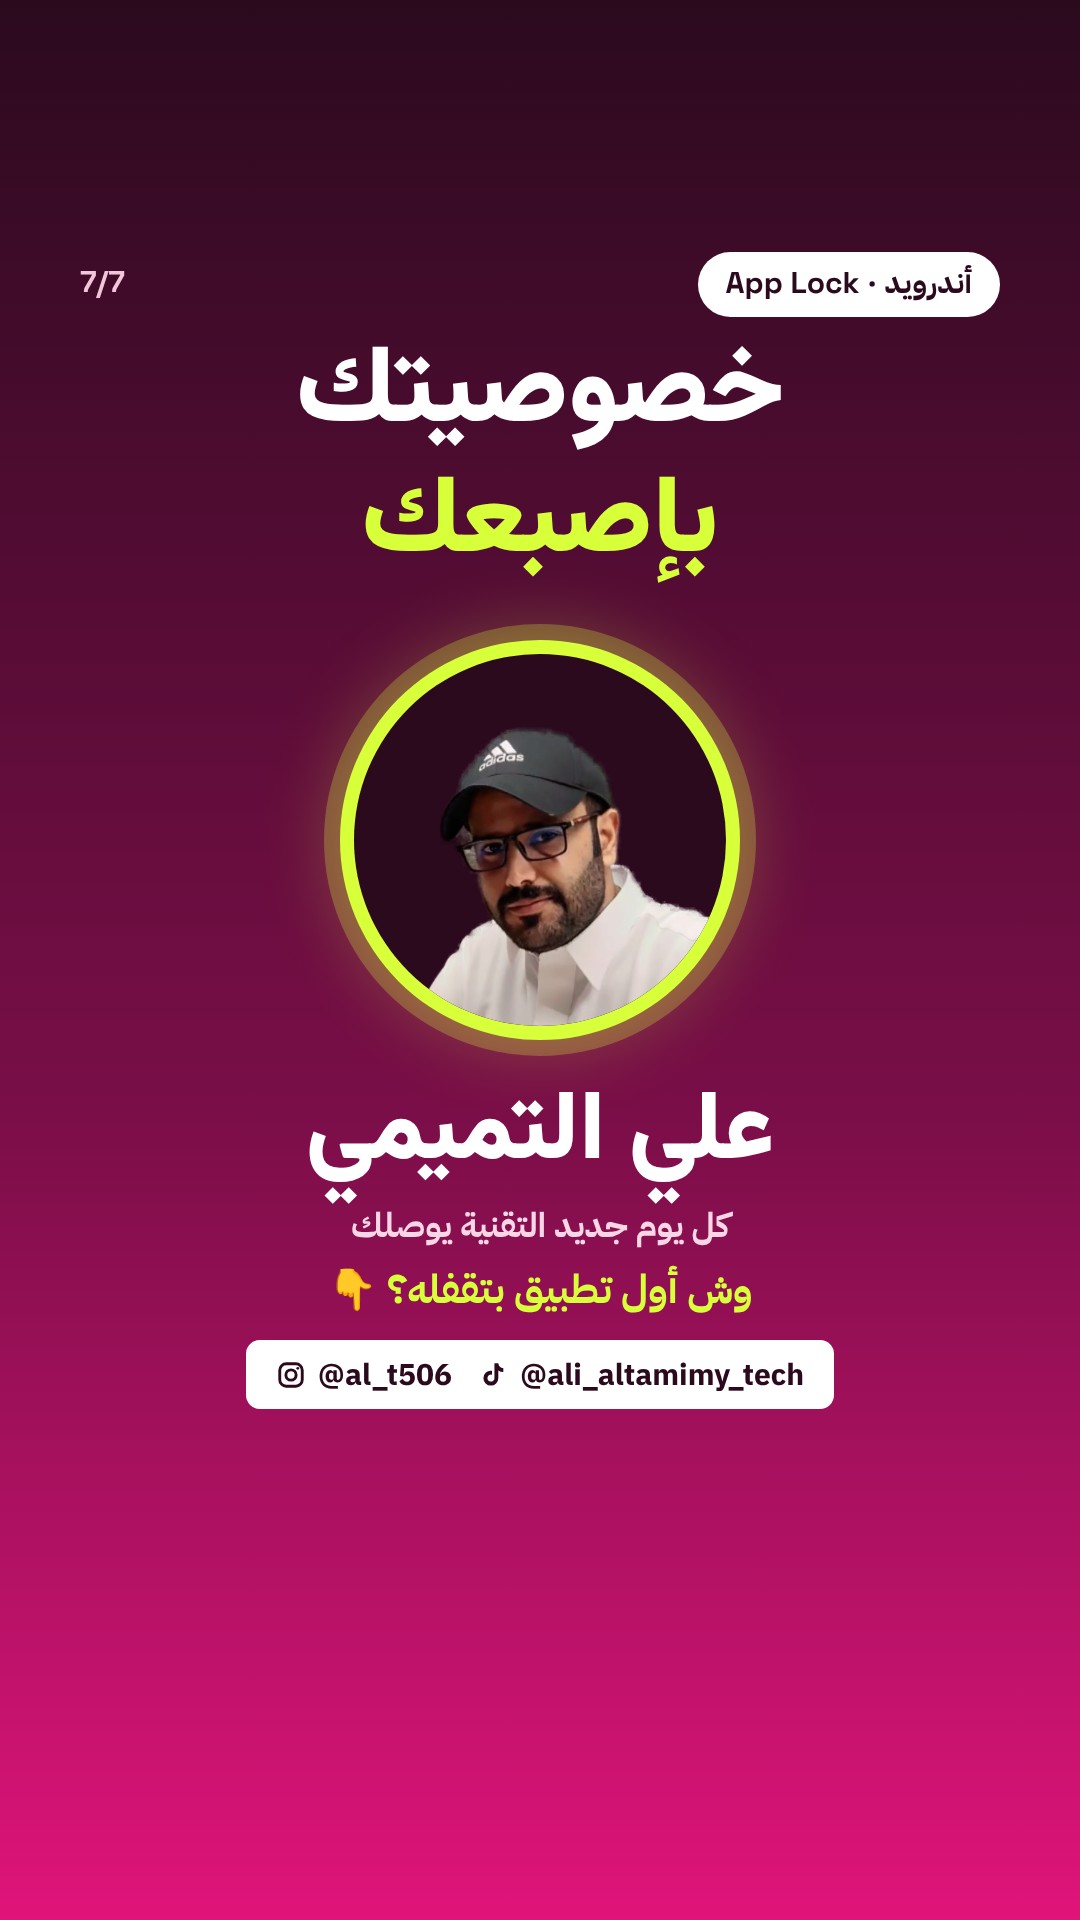 أندرويد · App Lock
7/7
خصوصيتك
بإصبعك
adidas
علي التميمي
كل يوم جديد التقنية يوصلك
وش أول تطبيق بتقفله؟ 👇
@al_t506 @ali_altamimy_tech